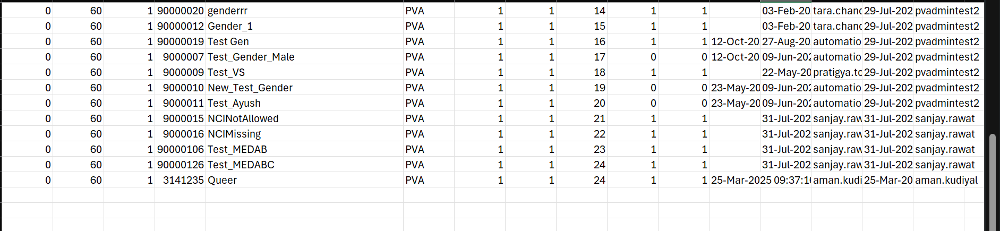 0 60 1 90000020 genderrr PVA 1 1 14 1 1 03-Feb-20 tara.chand 29-Jul-202 pvadmintest2
0 60 1 90000012 Gender_1 PVA 1 1 15 1 1 03-Feb-20 tara.chand 29-Jul-202 pvadmintest2
0 60 1 90000019 Test Gen PVA 1 1 16 1 1 12-Oct-20 27-Aug-20 automatio 29-Jul-202 pvadmintest2
0 60 1 9000007 Test_Gender_Male PVA 1 1 17 0 0 12-Oct-20 09-Jun-202 automatio 29-Jul-202 pvadmintest2
0 60 1 9000009 Test_VS PVA 1 1 18 1 1 22-May-20 pratigya.to 29-Jul-202 pvadmintest2
0 60 1 9000010 New_Test_Gender PVA 1 1 19 0 0 23-May-20 09-Jun-202 automatio 29-Jul-202 pvadmintest2
0 60 1 9000011 Test_Ayush PVA 1 1 20 0 0 23-May-20 09-Jun-202 automatio 29-Jul-202 pvadmintest2
0 60 1 9000015 NCINotAllowed PVA 1 1 21 1 1 31-Jul-202 sanjay.raw 31-Jul-202 sanjay.rawat
0 60 1 9000016 NCIMissing PVA 1 1 22 1 1 31-Jul-202 sanjay.raw 31-Jul-202 sanjay.rawat
0 60 1 90000106 Test_MEDAB PVA 1 1 23 1 1 31-Jul-202 sanjay.raw 31-Jul-202 sanjay.rawat
0 60 1 90000126 Test_MEDABC PVA 1 1 24 1 1 31-Jul-202 sanjay.raw 31-Jul-202 sanjay.rawat
0 60 1 3141235 Queer PVA 1 1 24 1 1 25-Mar-2025 09:37:16 aman.kudi 25-Mar-20 aman.kudiyal